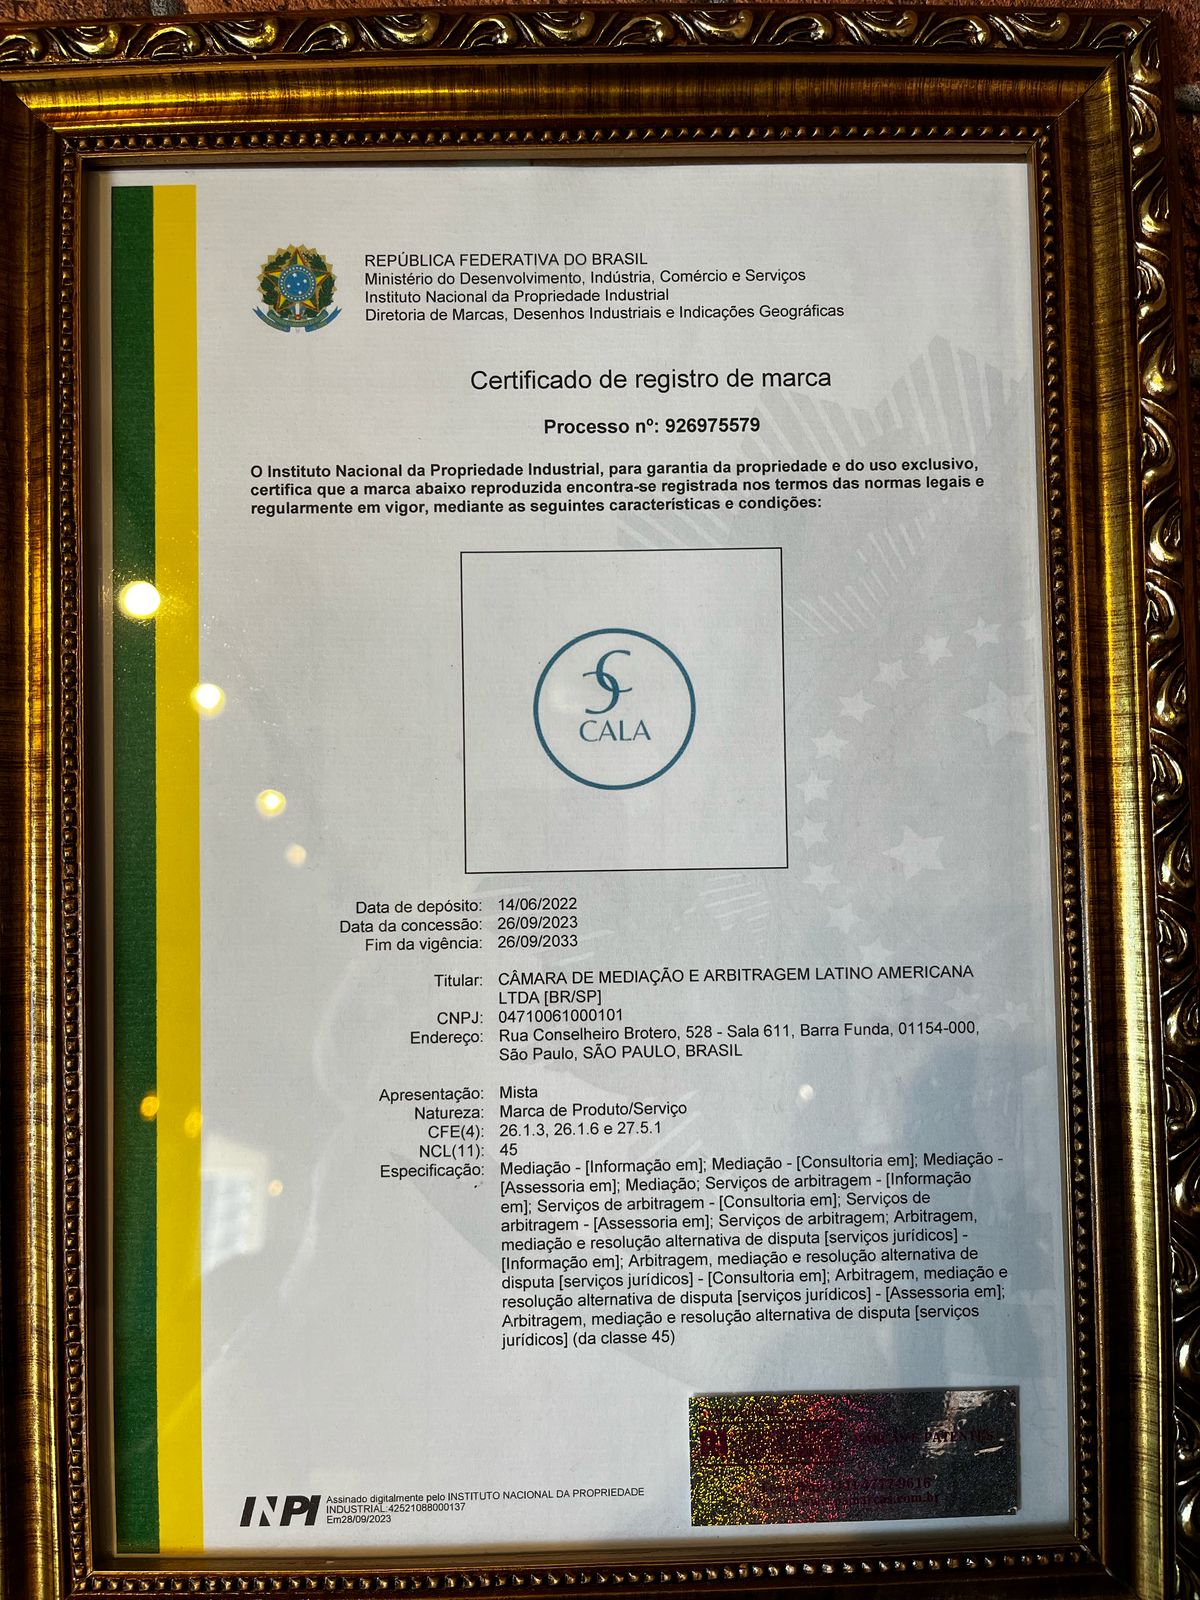 REPÚBLICA FEDERATIVA DO BRASIL
Ministério do Desenvolvimento, Indústria, Comércio e Serviços
Instituto Nacional da Propriedade Industrial
Diretoria de Marcas, Desenhos Industriais e Indicações Geográficas
Certificado de registro de marca
Processo nº: 926975579
O Instituto Nacional da Propriedade Industrial, para garantia da propriedade e do uso exclusivo,
certifica que a marca abaixo reproduzida encontra-se registrada nos termos das normas legais e
regularmente em vigor, mediante as seguintes características e condições:
CALA
Data de depósito: 14/06/2022
Data da concessão: 26/09/2023
Fim da vigência: 26/09/2033
Titular: CÂMARA DE MEDIAÇÃO E ARBITRAGEM LATINO AMERICANA
LTDA [BR/SP]
CNPJ: 04710061000101
Endereço: Rua Conselheiro Brotero, 528 - Sala 611, Barra Funda, 01154-000,
São Paulo, SÃO PAULO, BRASIL
Apresentação: Mista
Natureza: Marca de Produto/Serviço
CFE(4): 26.1.3, 26.1.6 e 27.5.1
NCL(11): 45
Especificação: Mediação - [Informação em]; Mediação - [Consultoria em]; Mediação -
[Assessoria em]; Mediação; Serviços de arbitragem - [Informação
em]; Serviços de arbitragem - [Consultoria em]; Serviços de
arbitragem - [Assessoria em]; Serviços de arbitragem; Arbitragem,
mediação e resolução alternativa de disputa [serviços jurídicos] -
[Informação em]; Arbitragem, mediação e resolução alternativa de
disputa [serviços jurídicos] - [Consultoria em]; Arbitragem, mediação e
resolução alternativa de disputa [serviços jurídicos] - [Assessoria em];
Arbitragem, mediação e resolução alternativa de disputa [serviços
jurídicos] (da classe 45)
PATENTES
INPI
Assinado digitalmente pelo INSTITUTO NACIONAL DA PROPRIEDADE
INDUSTRIAL:42521088000137
Em28/09/2023